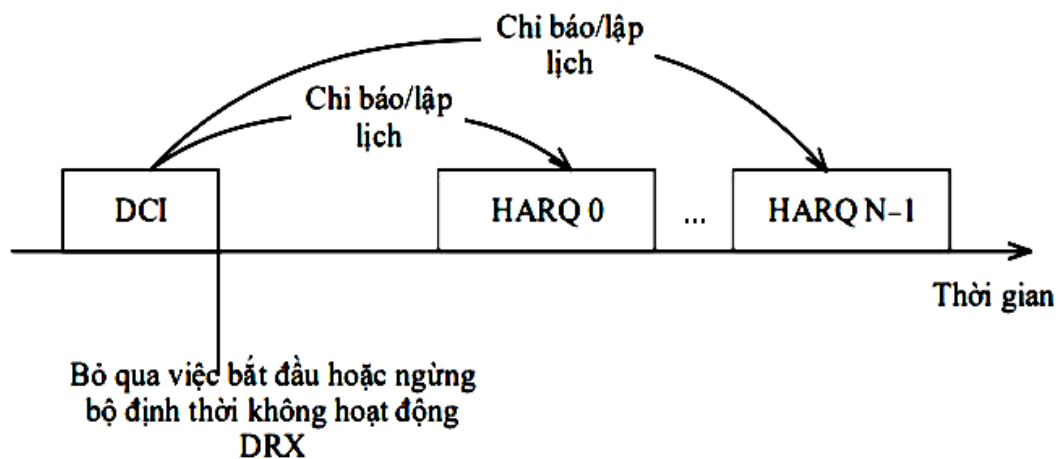 Chỉ báo/lập
lịch
Chỉ báo/lập
lịch
DCI
HARQ 0
...
HARQ N–1
Thời gian
Bỏ qua việc bắt đầu hoặc ngừng
bộ định thời không hoạt động
DRX